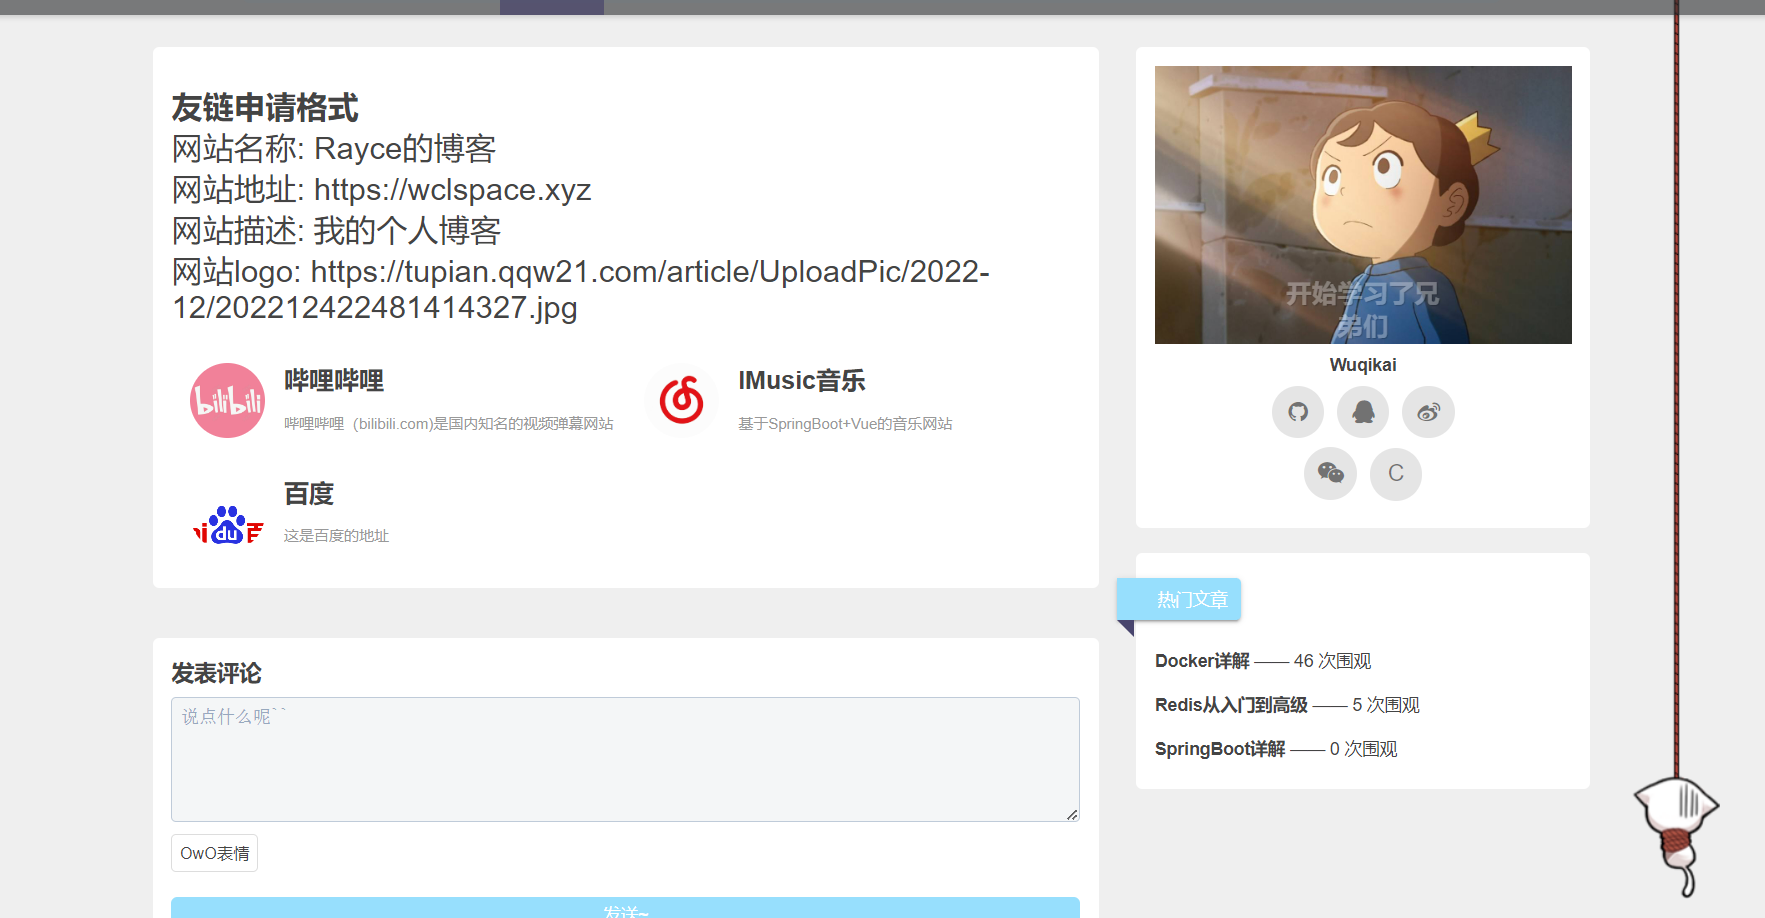 友链申请格式
网站名称: Rayce的博客
网站地址: https://wclspace.xyz
网站描述: 我的个人博客
网站logo: https://tupian.qqw21.com/article/UploadPic/2022-
12/202212422481414327.jpg
bilibili
哔哩哔哩
哔哩哔哩（bilibili.com)是国内知名的视频弹幕网站
IMusic音乐
基于SpringBoot+Vue的音乐网站
du
百度
这是百度的地址
发表评论
说点什么呢``
OwO表情
发送~
开始学习了兄
弟们
Wuqikai
C
热门文章
Docker详解 —— 46 次围观
Redis从入门到高级 —— 5 次围观
SpringBoot详解 —— 0 次围观